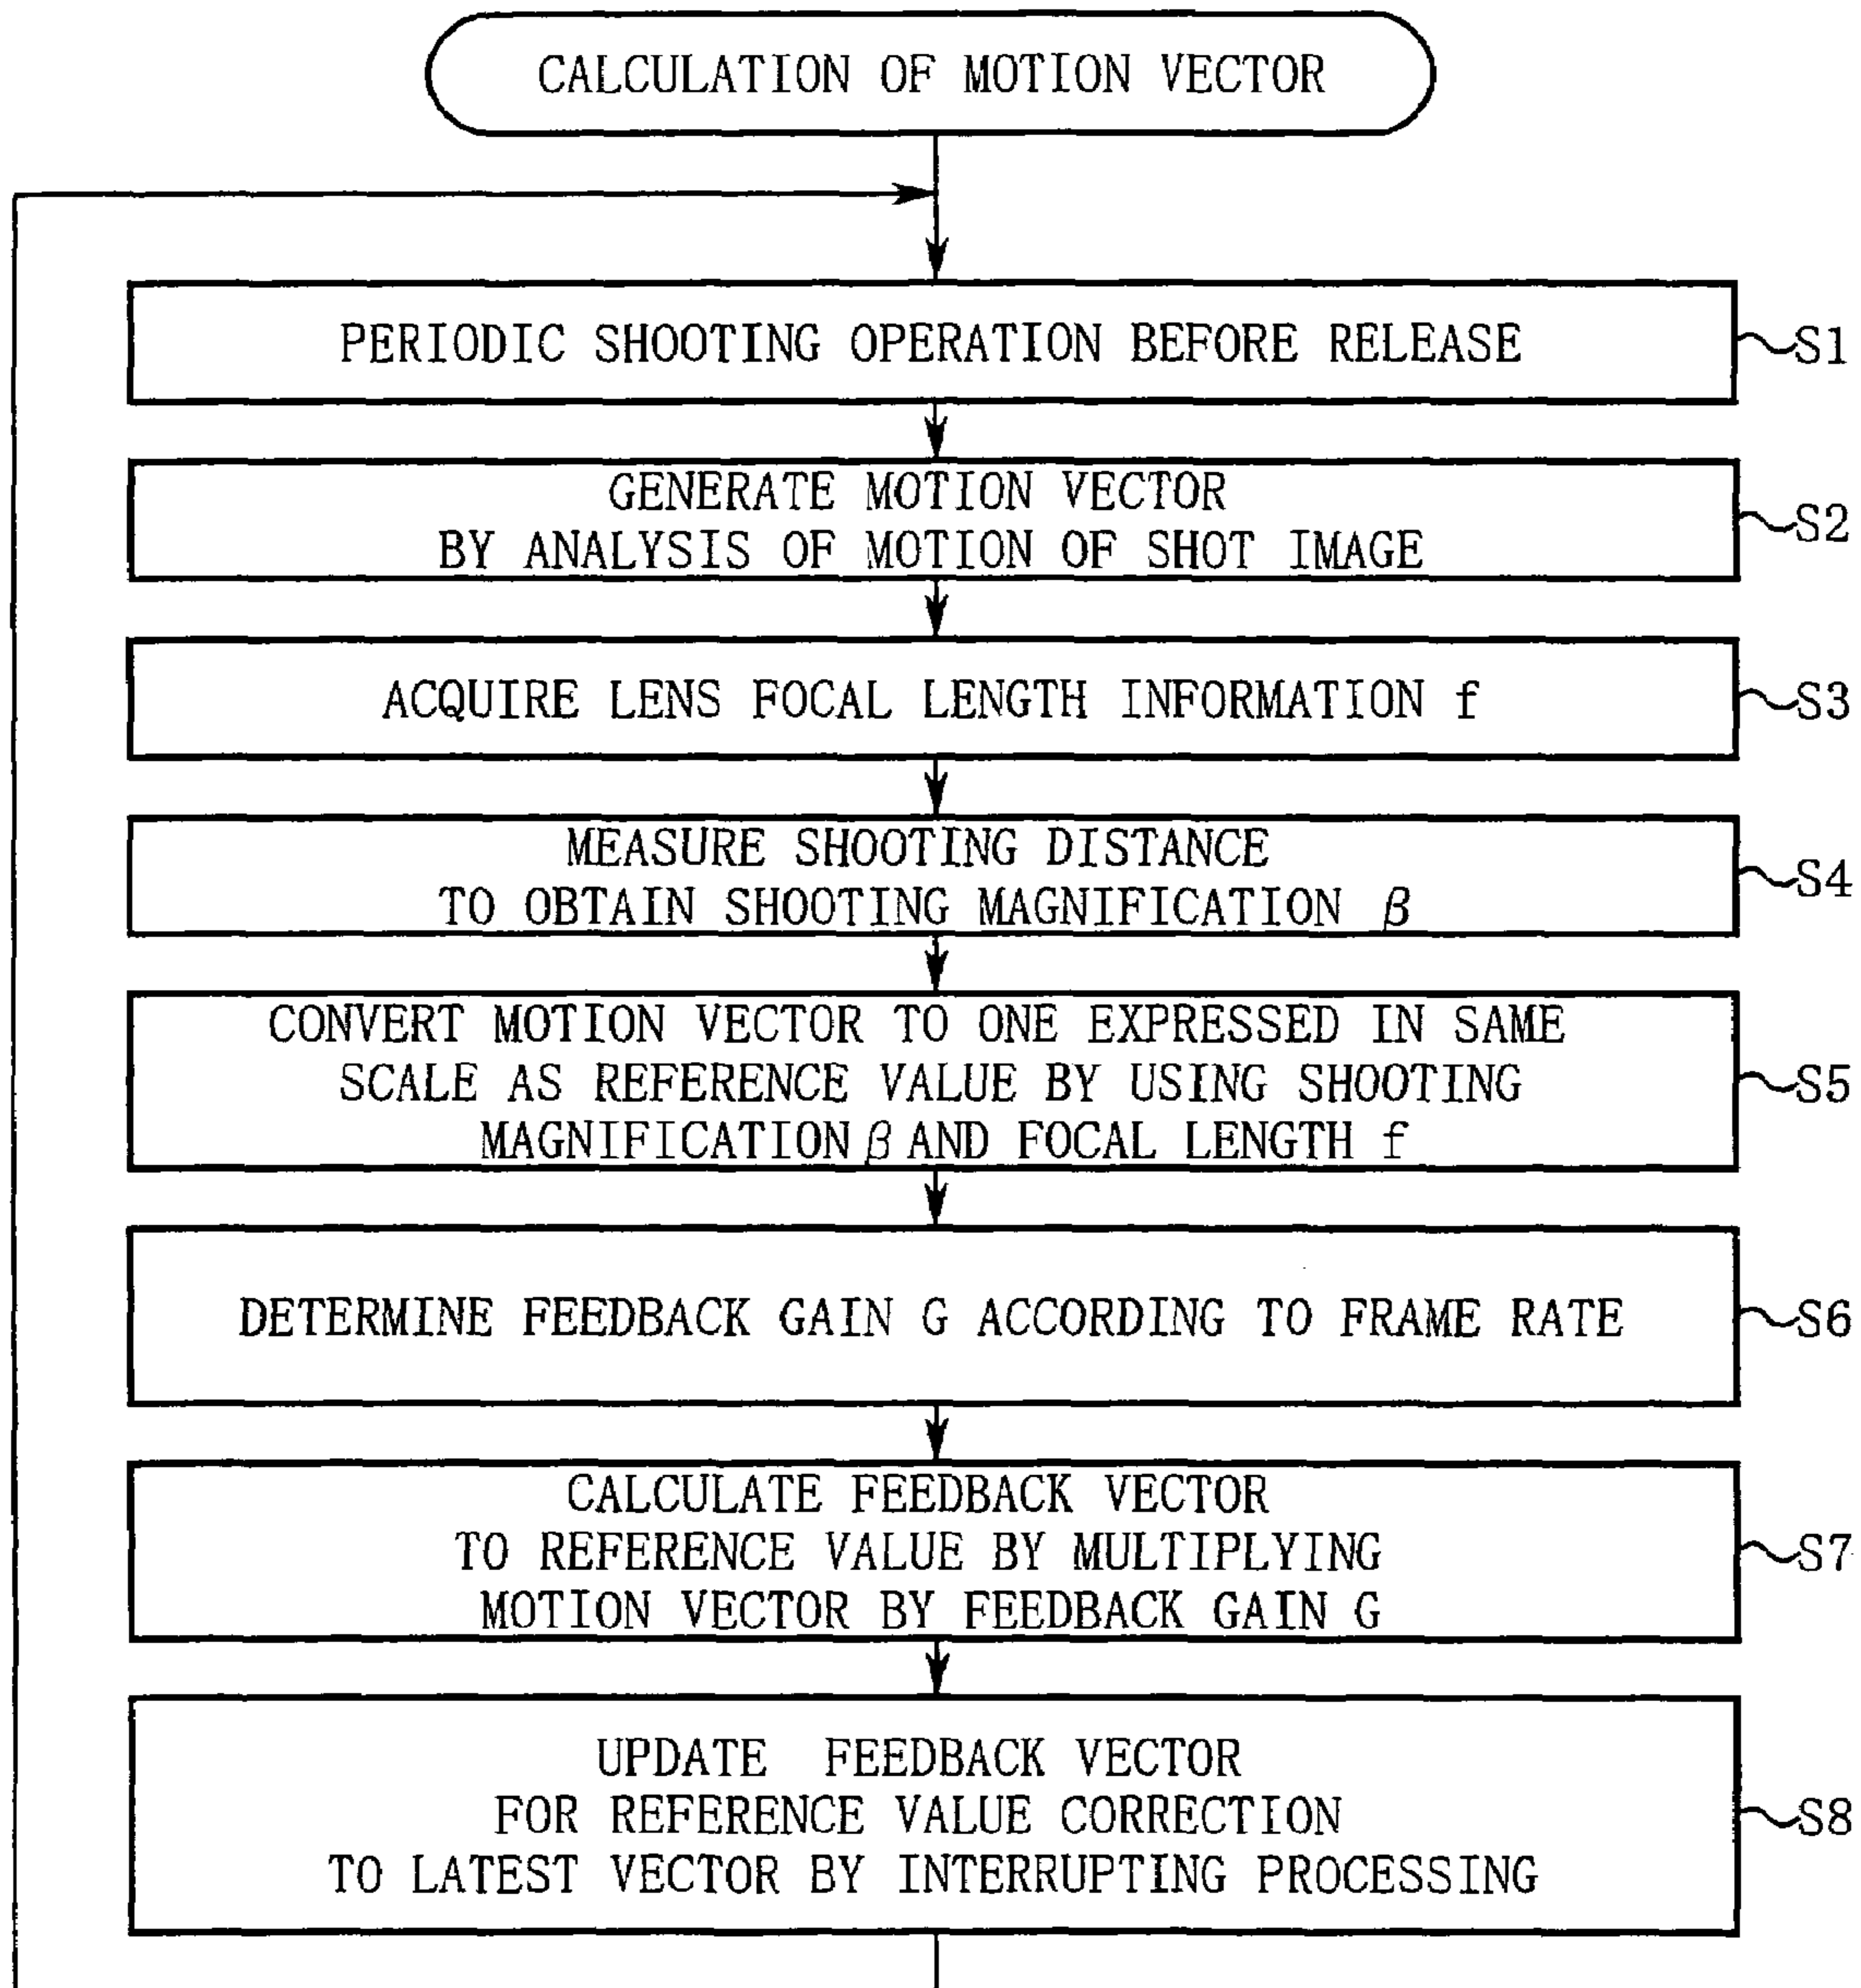 CALCULATION OF MOTION VECTOR
PERIODIC SHOOTING OPERATION BEFORE RELEASE
S1
GENERATE MOTION VECTOR
BY ANALYSIS OF MOTION OF SHOT IMAGE
S2
ACQUIRE LENS FOCAL LENGTH INFORMATION f
S3
MEASURE SHOOTING DISTANCE
TO OBTAIN SHOOTING MAGNIFICATION β
S4
CONVERT MOTION VECTOR TO ONE EXPRESSED IN SAME
SCALE AS REFERENCE VALUE BY USING SHOOTING
MAGNIFICATION β AND FOCAL LENGTH f
S5
DETERMINE FEEDBACK GAIN G ACCORDING TO FRAME RATE
S6
CALCULATE FEEDBACK VECTOR
TO REFERENCE VALUE BY MULTIPLYING
MOTION VECTOR BY FEEDBACK GAIN G
S7
UPDATE FEEDBACK VECTOR
FOR REFERENCE VALUE CORRECTION
TO LATEST VECTOR BY INTERRUPTING PROCESSING
S8